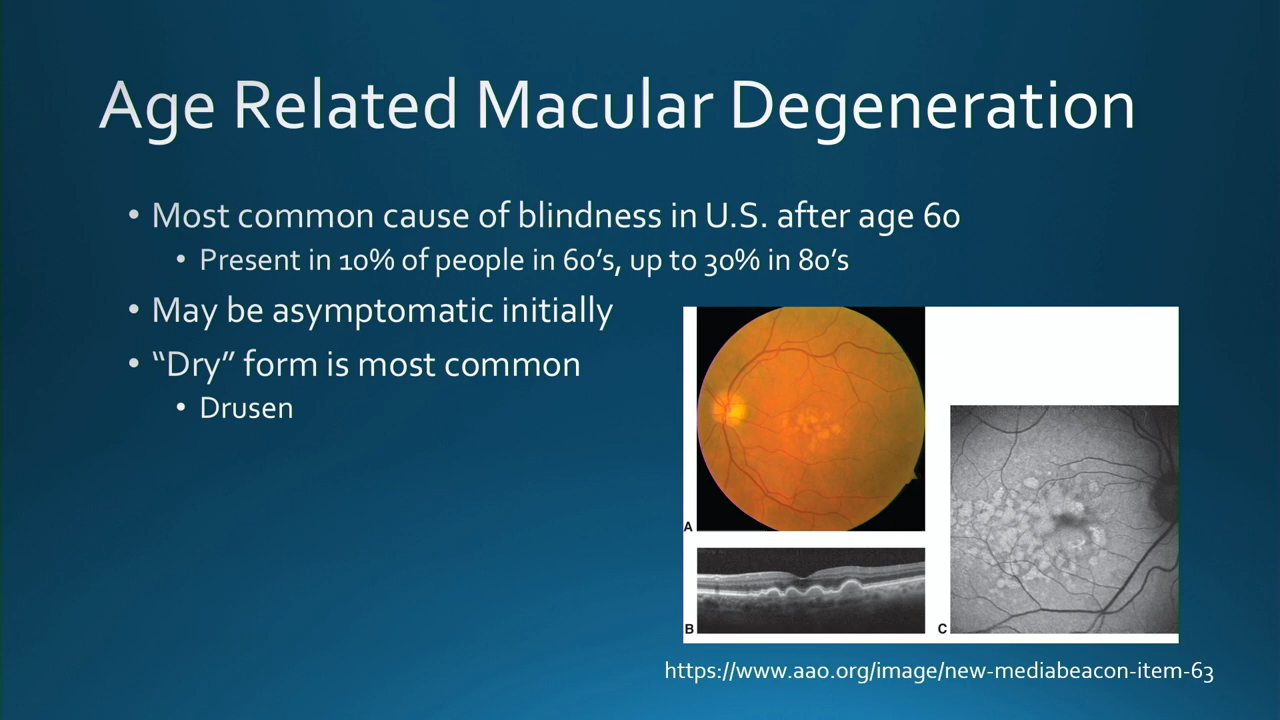 Age Related Macular Degeneration
• Most common cause of blindness in U.S. after age 60
• Present in 10% of people in 60’s, up to 30% in 80’s
• May be asymptomatic initially
• “Dry” form is most common
• Drusen
A
B
C
https://www.aao.org/image/new-mediabeacon-item-63